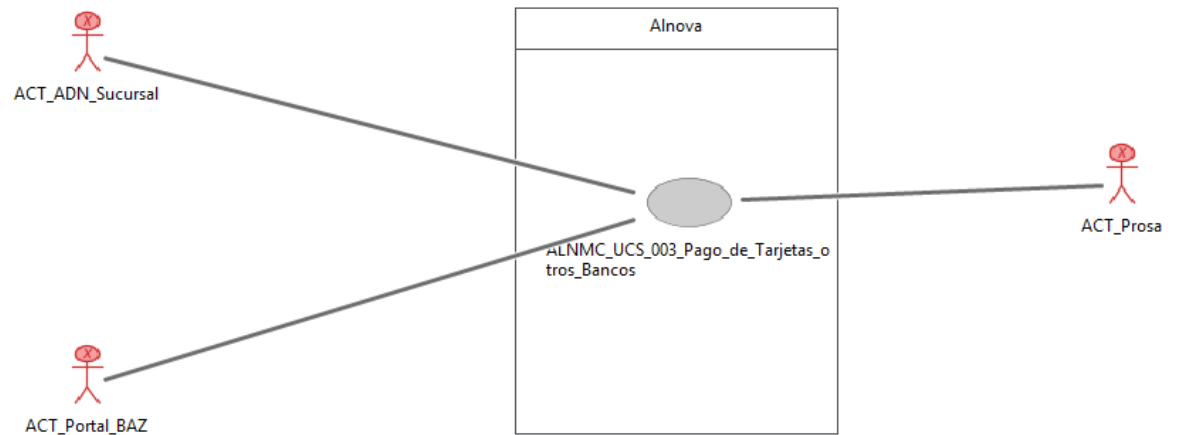 Alnova
ACT_ADN_Sucursal
ALNMC_UCS_003_Pago_de_Tarjetas_o
tros_Bancos
ACT_Prosa
ACT_Portal_BAZ